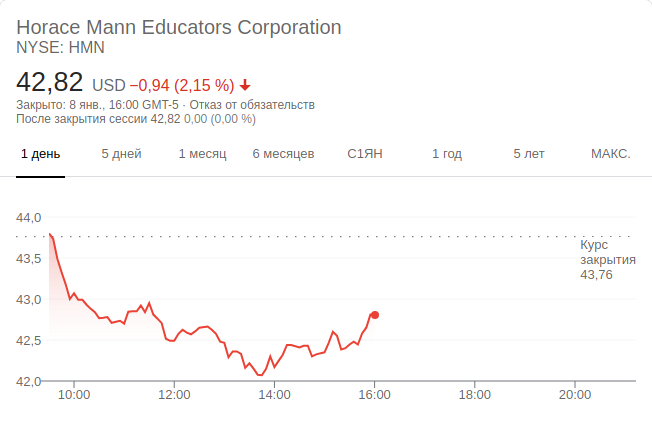 Horace Mann Educators Corporation
NYSE: HMN
42,82 USD −0,94 (2,15 %)
Закрыто: 8 янв., 16:00 GMT-5 · Отказ от обязательств
После закрытия сессии 42,82 0,00 (0,00 %)
1 день 5 дней 1 месяц 6 месяцев С1ЯН 1 год 5 лет МАКС.
44,0
Курс
закрытия
43,76
43,5
43,0
42,5
42,0
10:00 12:00 14:00 16:00 18:00 20:00